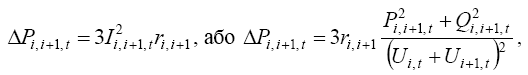 ΔP_{i,i+1,t} = 3I²_{i,i+1,t} r_{i,i+1}, або ΔP_{i,i+1,t} = 3r_{i,i+1} \frac{P²_{i,i+1,t} + Q²_{i,i+1,t}}{(U_{i,t} + U_{i+1,t})²},